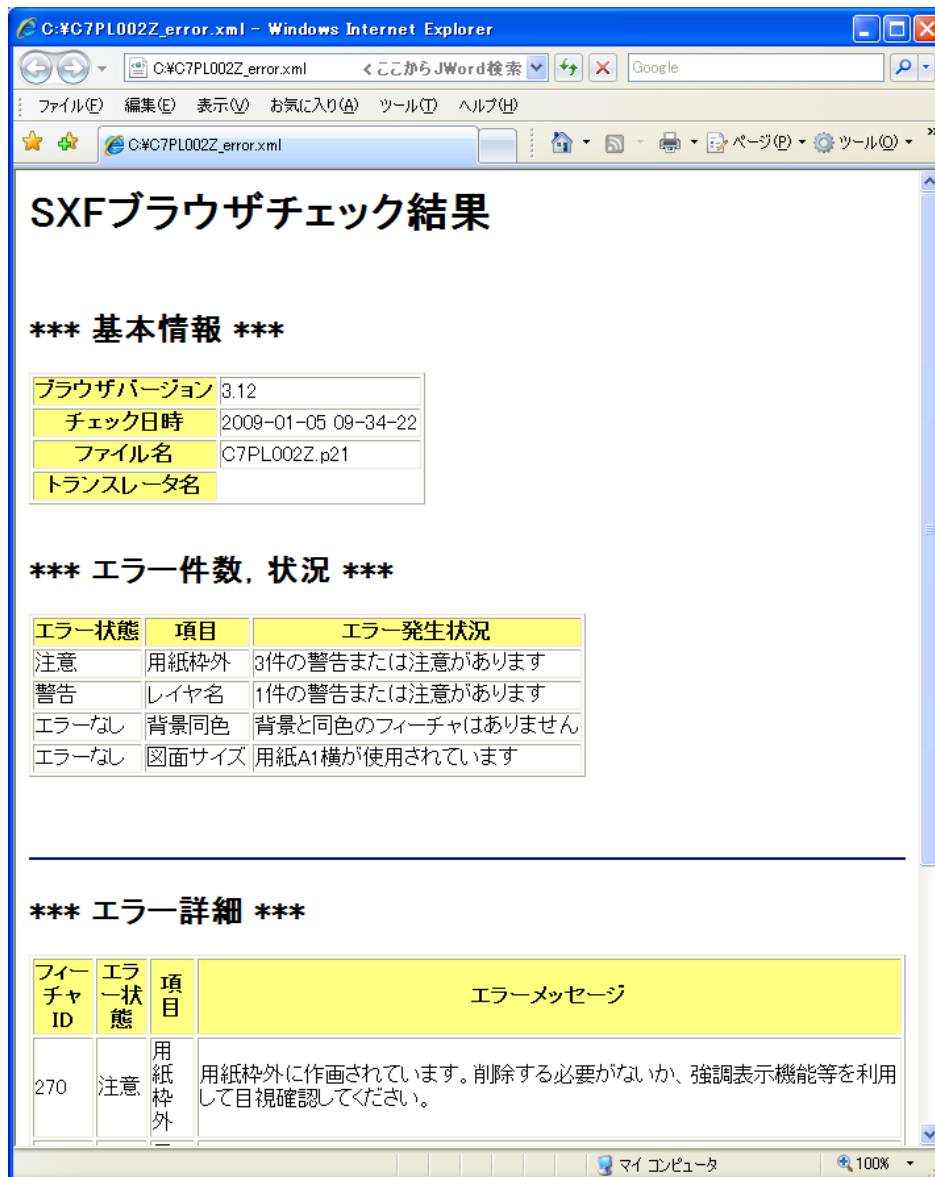 C:¥C7PL002Z_error.xml - Windows Internet Explorer
C:¥C7PL002Z_error.xml <ここからJWord検索 Google
ファイル(F) 編集(E) 表示(V) お気に入り(A) ツール(T) ヘルプ(H)
C:¥C7PL002Z_error.xml ページ(P) ツール(O) »
SXFブラウザチェック結果
*** 基本情報 ***
ブラウザバージョン 3.12
チェック日時 2009-01-05 09-34-22
ファイル名 C7PL002Z.p21
トランスレータ名
*** エラー件数, 状況 ***
エラー状態 項目 エラー発生状況
注意 用紙枠外 3件の警告または注意があります
警告 レイヤ名 1件の警告または注意があります
エラーなし 背景同色 背景と同色のフィーチャはありません
エラーなし 図面サイズ 用紙A1横が使用されています
*** エラー詳細 ***
フィーチャID エラー状態 項目 エラーメッセージ
270 注意 用紙枠外 用紙枠外に作画されています。削除する必要がないか、強調表示機能等を利用
して目視確認してください。
マイ コンピュータ 100%